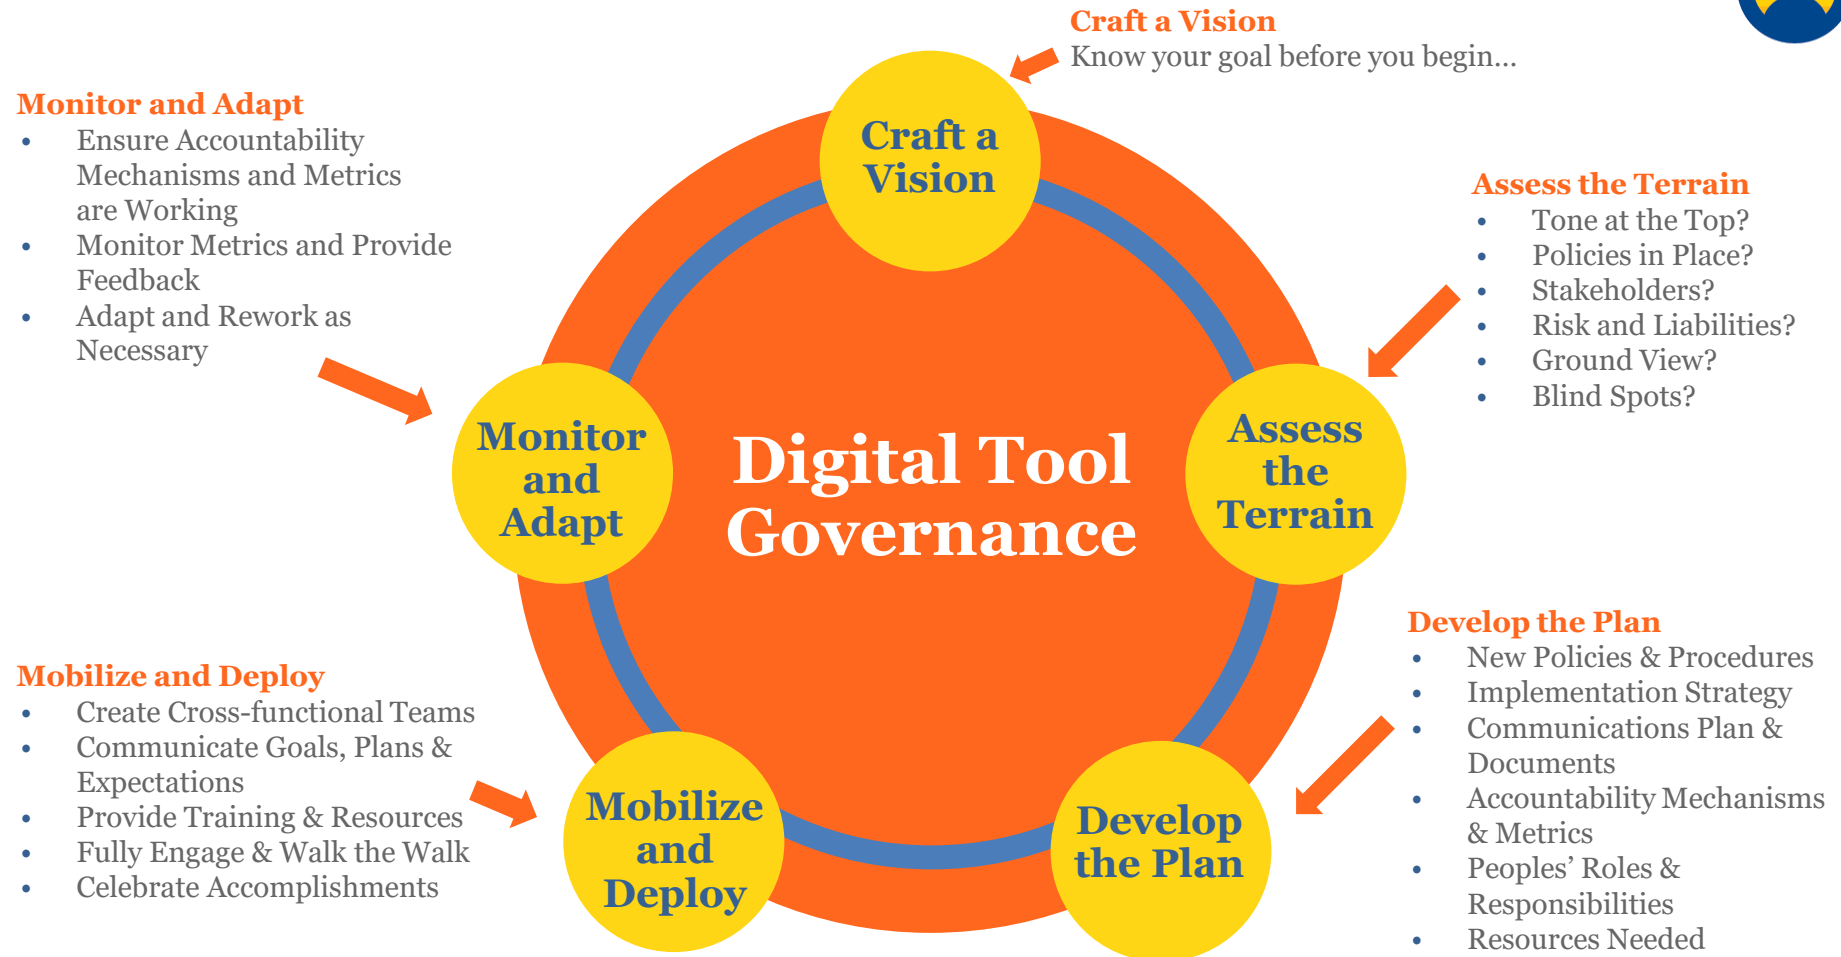 Craft a Vision
Know your goal before you begin...
Monitor and Adapt
• Ensure Accountability
Mechanisms and Metrics
are Working
• Monitor Metrics and Provide
Feedback
• Adapt and Rework as
Necessary
Craft a
Vision
Assess the Terrain
• Tone at the Top?
• Policies in Place?
• Stakeholders?
• Risk and Liabilities?
• Ground View?
• Blind Spots?
Monitor
and
Adapt
Digital Tool
Governance
Assess
the
Terrain
Mobilize and Deploy
• Create Cross-functional Teams
• Communicate Goals, Plans &
Expectations
• Provide Training & Resources
• Fully Engage & Walk the Walk
• Celebrate Accomplishments
Mobilize
and
Deploy
Develop
the Plan
Develop the Plan
• New Policies & Procedures
• Implementation Strategy
• Communications Plan &
Documents
• Accountability Mechanisms
& Metrics
• Peoples’ Roles &
Responsibilities
• Resources Needed